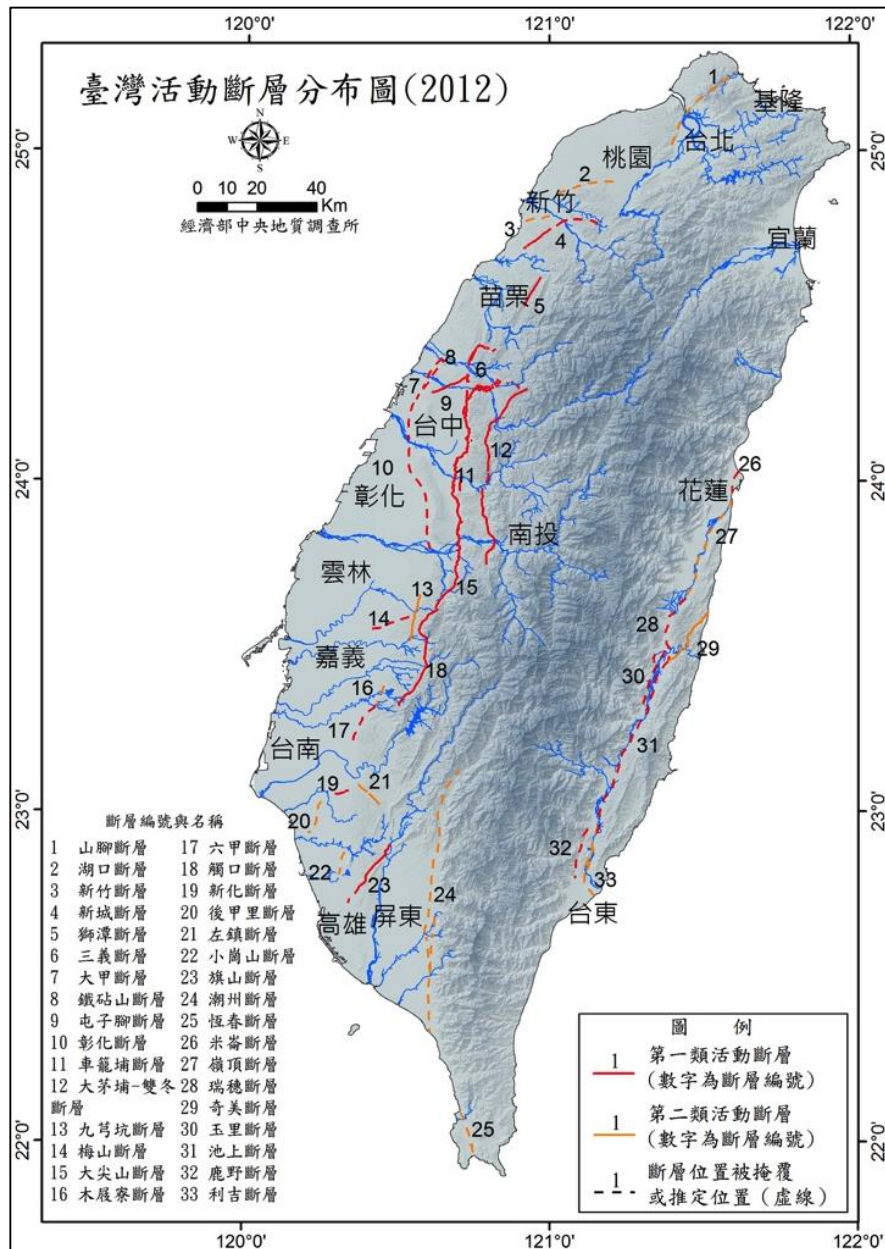 120°0'
121°0'
122°0'
臺灣活動斷層分布圖(2012)
N
W
E
S
0 10 20 40
Km
經濟部中央地質調查所
25°0'
24°0'
23°0'
22°0'
25°0'
24°0'
23°0'
22°0'
1
基隆
台北
桃園
2
新竹
3
4
宜蘭
苗栗
5
8
6
7
9
台中
12
10
11
彰化
26
花蓮
南投
27
雲林
13
15
14
28
29
嘉義
18
30
16
17
31
台南
19
21
20
32
22
33
23
24
高雄
屏東
台東
25
斷層編號與名稱
1 山腳斷層
2 湖口斷層
3 新竹斷層
4 新城斷層
5 獅潭斷層
6 三義斷層
7 大甲斷層
8 鐵砧山斷層
9 屯子腳斷層
10 彰化斷層
11 車籠埔斷層
12 大茅埔-雙冬
斷層
13 九芎坑斷層
14 梅山斷層
15 大尖山斷層
16 木屐寮斷層
17 六甲斷層
18 觸口斷層
19 新化斷層
20 後甲里斷層
21 左鎮斷層
22 小崗山斷層
23 旗山斷層
24 潮州斷層
25 恆春斷層
26 米崙斷層
27 嶺頂斷層
28 瑞穗斷層
29 奇美斷層
30 玉里斷層
31 池上斷層
32 鹿野斷層
33 利吉斷層
圖 例
1 第一類活動斷層
(數字為斷層編號)
1 第二類活動斷層
(數字為斷層編號)
1 斷層位置被掩覆
或推定位置(虛線)
120°0'
121°0'
122°0'